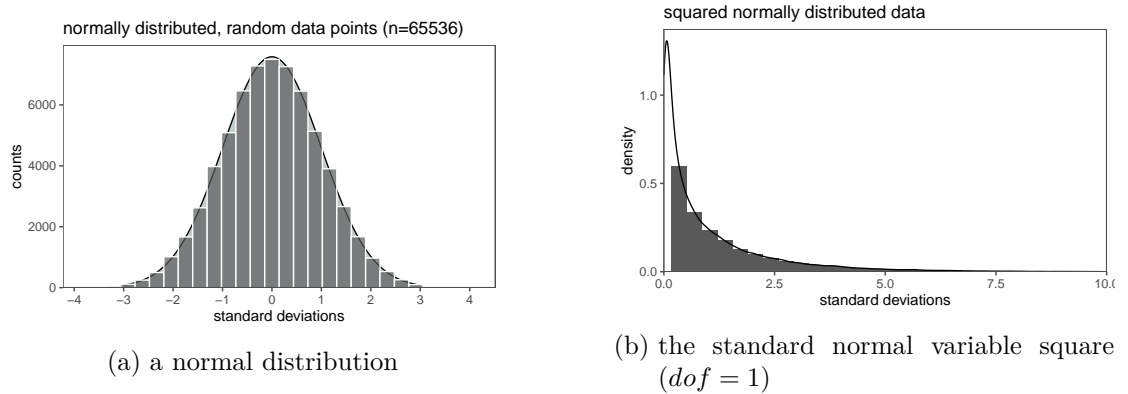 normally distributed, random data points (n=65536)
6000
4000
2000
0
counts
−4 −3 −2 −1 0 1 2 3 4
standard deviations
(a) a normal distribution
squared normally distributed data
1.0
0.5
0.0
density
0.0 2.5 5.0 7.5 10.0
standard deviations
(b) the standard normal variable square
(dof = 1)